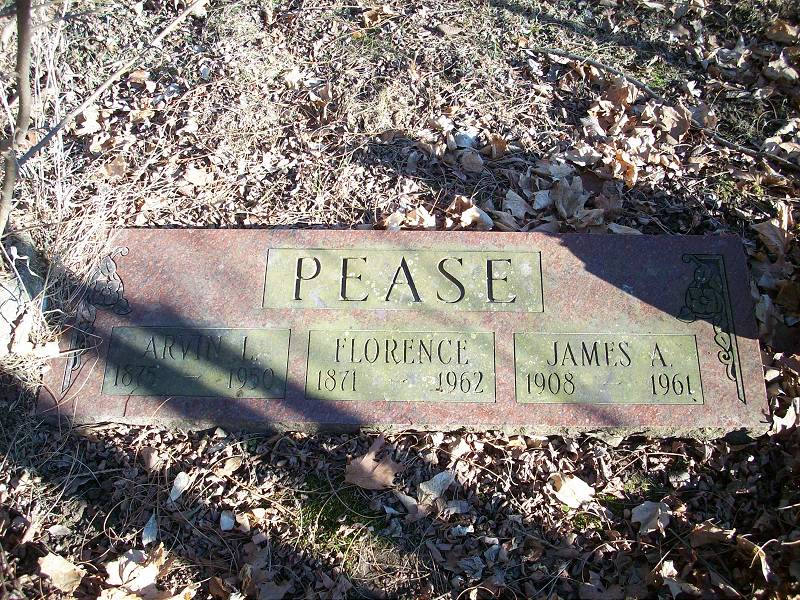 PEASE
ARVIN L.
1875 – 1950
FLORENCE
1871 – 1962
JAMES A.
1908 – 1961